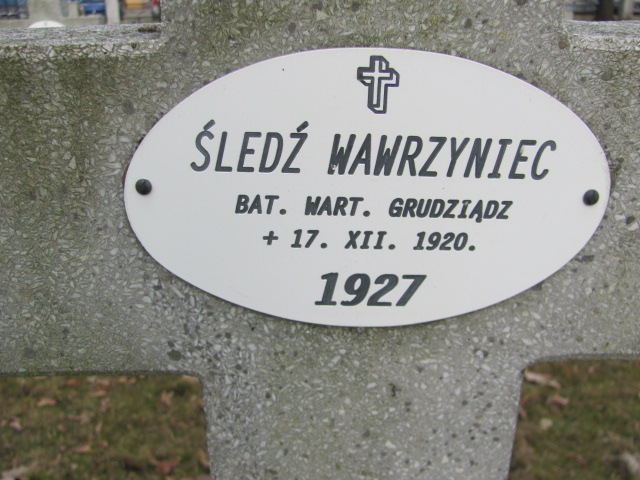 ŚLEDŹ WAWRZYNIEC
BAT. WART. GRUDZIĄDZ
+ 17. XII. 1920.
1927